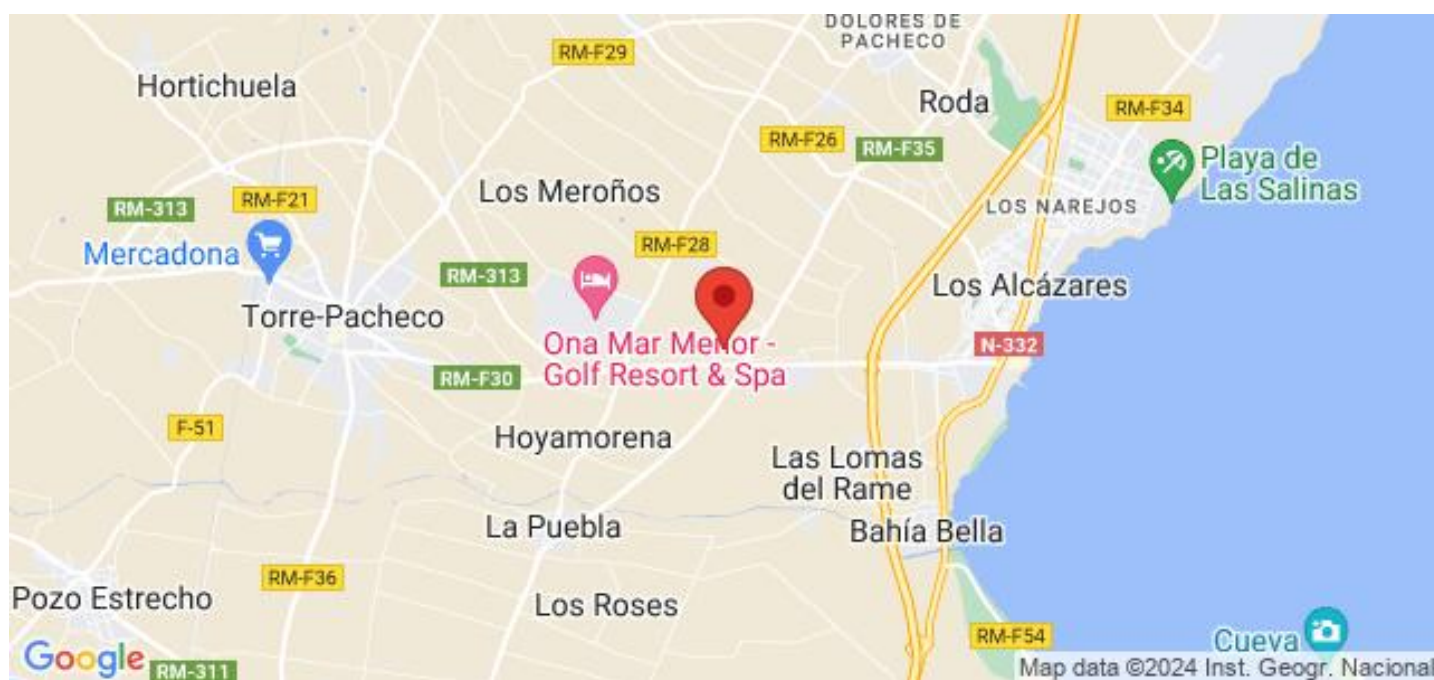 DOLORES DE
PACHECO
RM-F29
Hortichuela
Roda
RM-F34
RM-F26
RM-F35
Playa de
Las Salinas
Los Meroños
RM-F21
RM-313
LOS NAREJOS
Mercadona
RM-F28
RM-313
Los Alcázares
Torre-Pacheco
Ona Mar Menor -
Golf Resort & Spa
N-332
RM-F30
F-51
Hoyamorena
Las Lomas
del Rame
La Puebla
Bahía Bella
RM-F36
Pozo Estrecho
Los Roses
RM-F54
Cueva
Google
RM-311
Map data ©2024 Inst. Geogr. Nacional